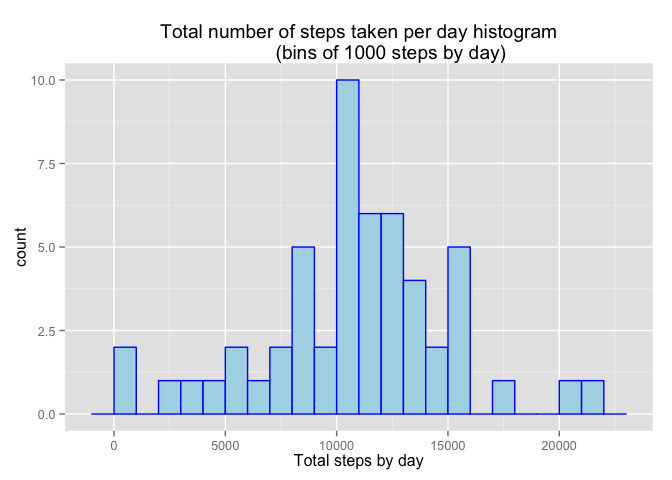 Total number of steps taken per day histogram
(bins of 1000 steps by day)
10.0
7.5
5.0
2.5
0.0
count
0 5000 10000 15000 20000
Total steps by day